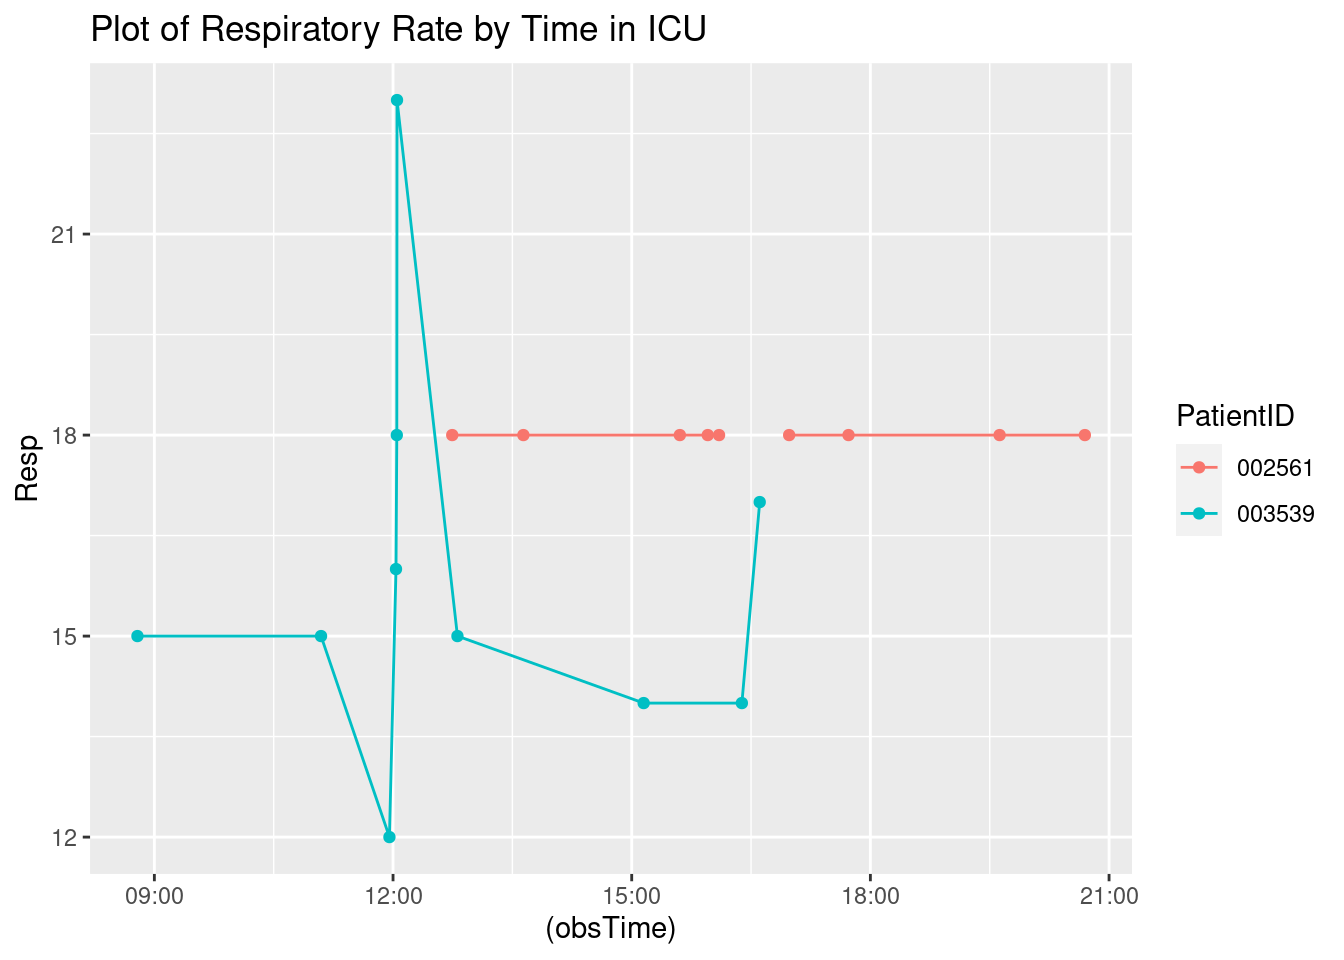 Plot of Respiratory Rate by Time in ICU
Resp
21
18
15
12
09:00 12:00 15:00 18:00 21:00
(obsTime)
PatientID
002561
003539